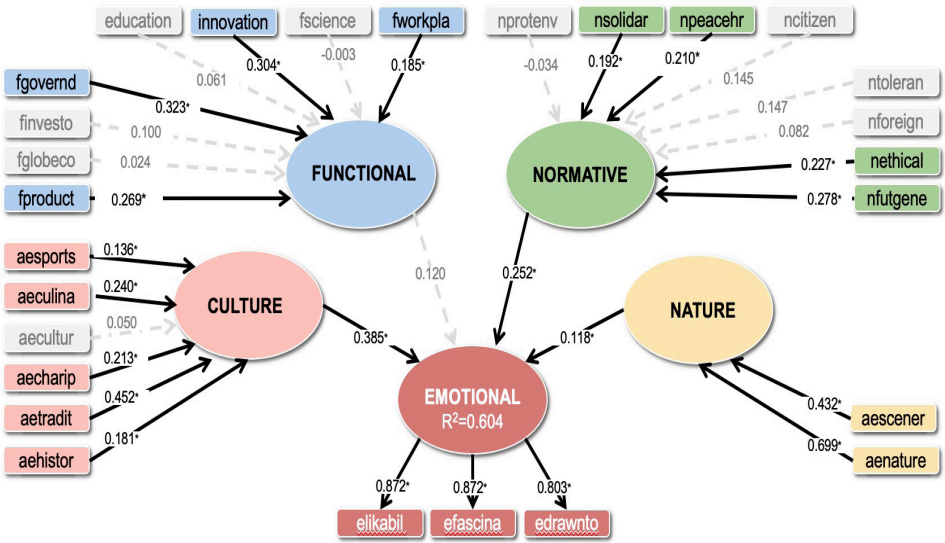 education
innovation
fscience
fworkpla
nprotenv
nsolidar
npeacehr
ncitizen
0.061
0.304*
-0.003
0.185*
-0.034
0.192*
0.210*
0.145
fgovernd
0.323*
ntoleran
0.147
finvesto
0.100
nforeign
0.082
fglobeco
0.024
FUNCTIONAL
NORMATIVE
0.227*
nethical
fproduct
0.269*
0.278*
nfutgene
aesports
0.136*
0.120
0.252*
aeculina
0.240*
CULTURE
NATURE
aecultur
0.050
0.385*
0.118*
aecharip
0.213*
aetradit
0.452*
EMOTIONAL
R²=0.604
0.432*
aescener
aehistor
0.181*
0.699*
aenature
0.872*
0.872*
0.803*
elikabil
efascina
edrawnto